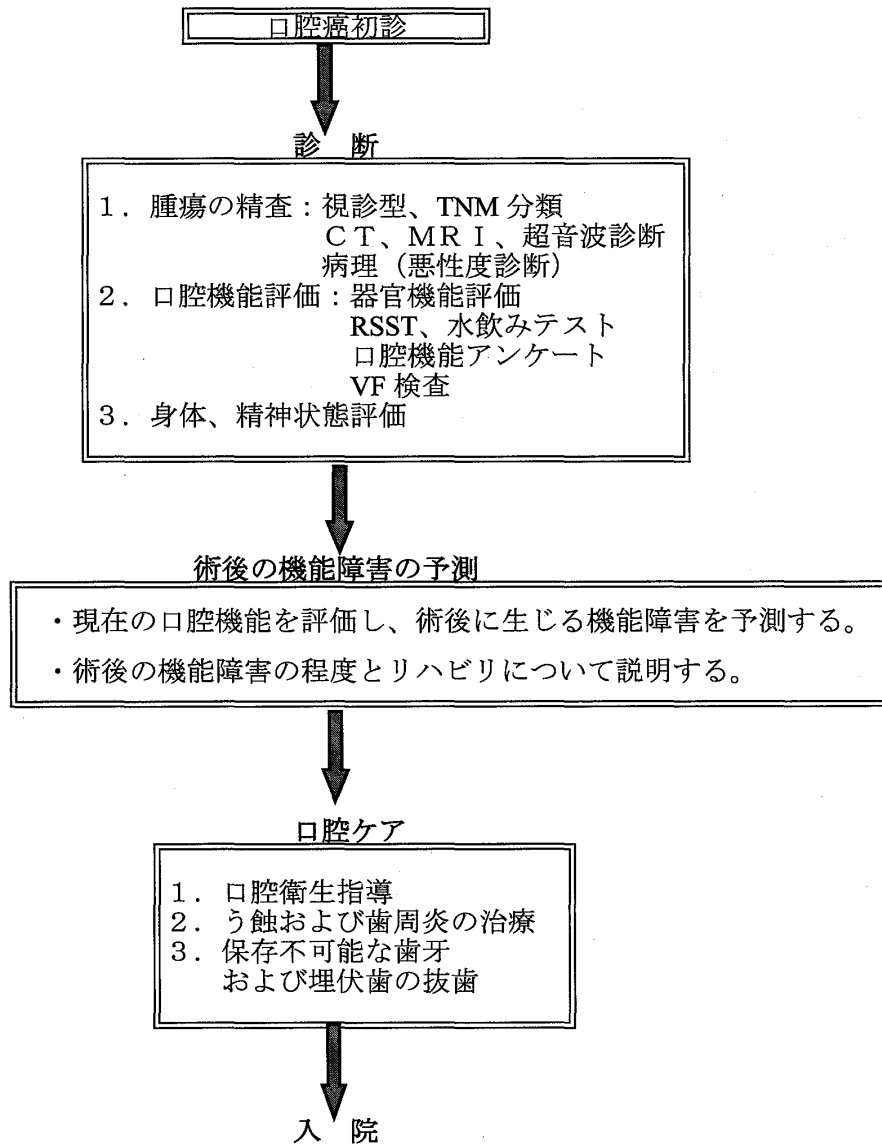 口腔癌初診
診　断
１．腫瘍の精査：視診型、TNM 分類
ＣＴ、ＭＲＩ、超音波診断
病理（悪性度診断）
２．口腔機能評価：器官機能評価
RSST、水飲みテスト
口腔機能アンケート
VF 検査
３．身体、精神状態評価
術後の機能障害の予測
・現在の口腔機能を評価し、術後に生じる機能障害を予測する。
・術後の機能障害の程度とリハビリについて説明する。
口腔ケア
１．口腔衛生指導
２．う蝕および歯周炎の治療
３．保存不可能な歯牙
および埋伏歯の抜歯
入　院